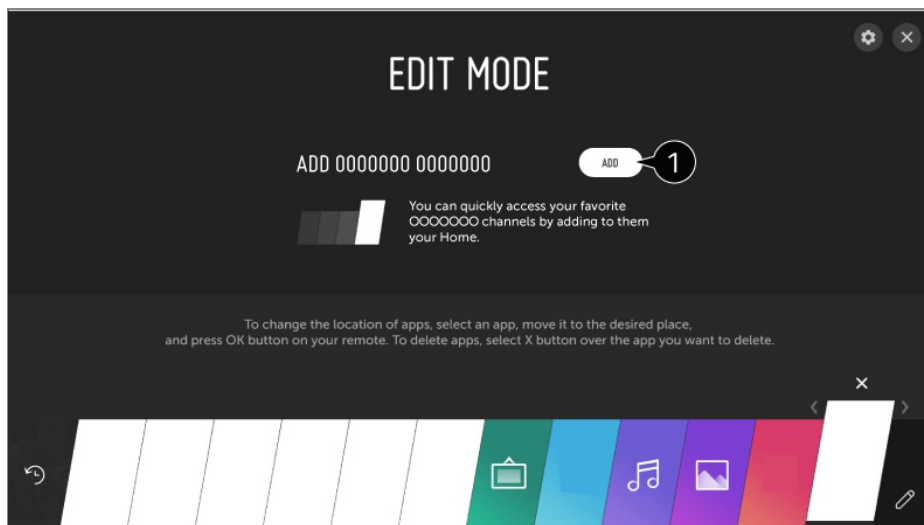 EDIT MODE
ADD OOOOOOO OOOOOOO
ADD
1
You can quickly access your favorite
OOOOOOO channels by adding to them
your Home.
To change the location of apps, select an app, move it to the desired place,
and press OK button on your remote. To delete apps, select X button over the app you want to delete.